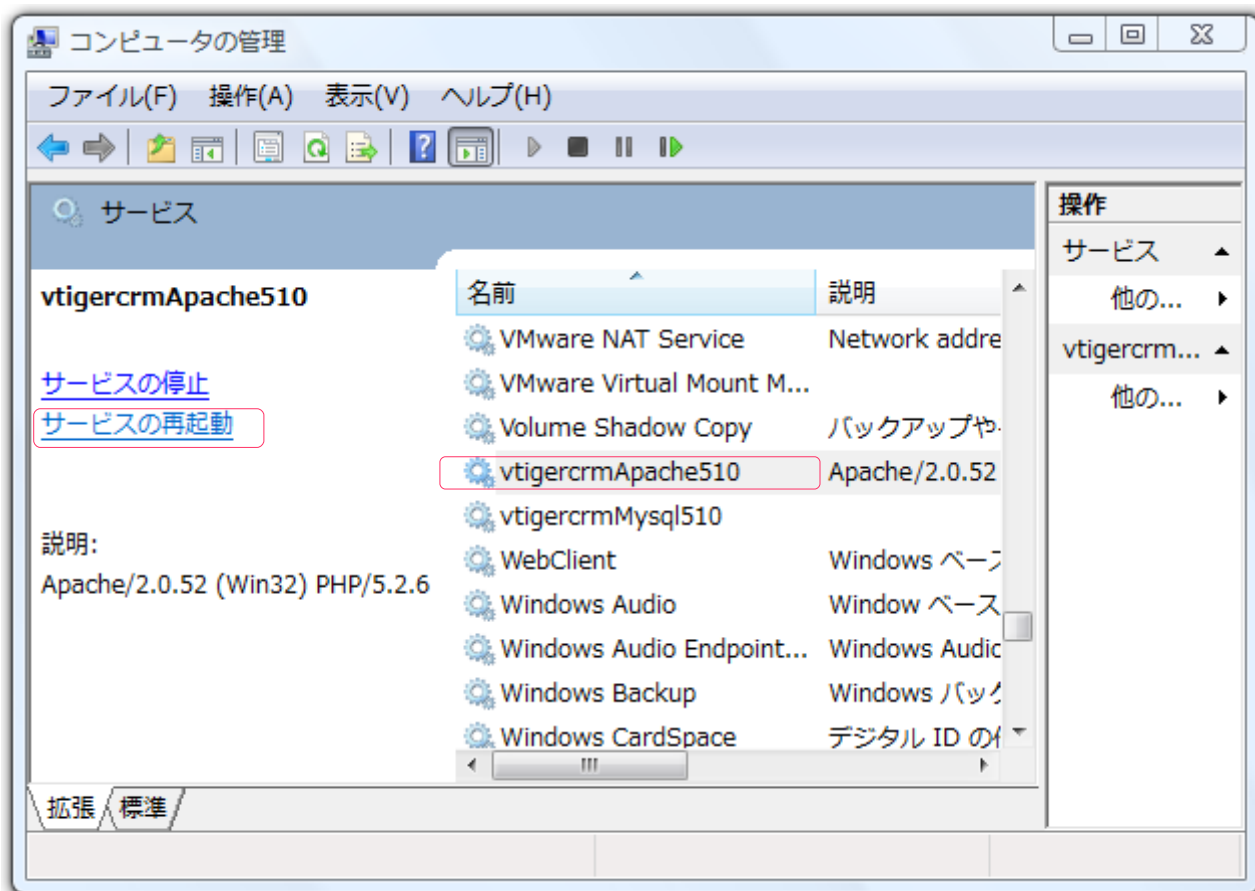 コンピュータの管理
ファイル(F) 操作(A) 表示(V) ヘルプ(H)
サービス
vtigercrmApache510
サービスの停止
サービスの再起動
説明:
Apache/2.0.52 (Win32) PHP/5.2.6
名前 説明
VMware NAT Service Network addre
VMware Virtual Mount M...
Volume Shadow Copy バックアップや
vtigercrmApache510 Apache/2.0.52
vtigercrmMysql510
WebClient Windows ベース
Windows Audio Window ベース
Windows Audio Endpoint... Windows Audio
Windows Backup Windows バック
Windows CardSpace デジタル ID の
操作
サービス
他の...
vtigercrm...
他の...
拡張 標準